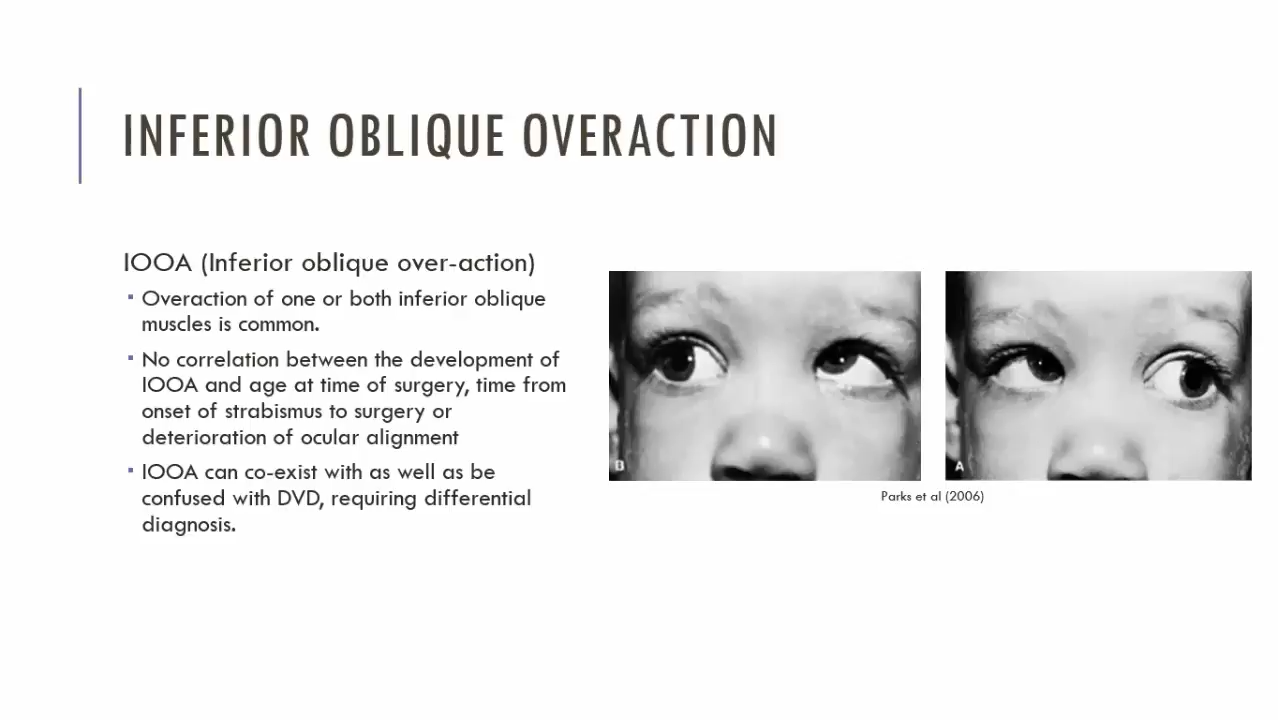 INFERIOR OBLIQUE OVERACTION
IOOA (Inferior oblique over-action)
▪ Overaction of one or both inferior oblique
muscles is common.
▪ No correlation between the development of
IOOA and age at time of surgery, time from
onset of strabismus to surgery or
deterioration of ocular alignment
▪ IOOA can co-exist with as well as be
confused with DVD, requiring differential
diagnosis.
B
A
Parks et al (2006)